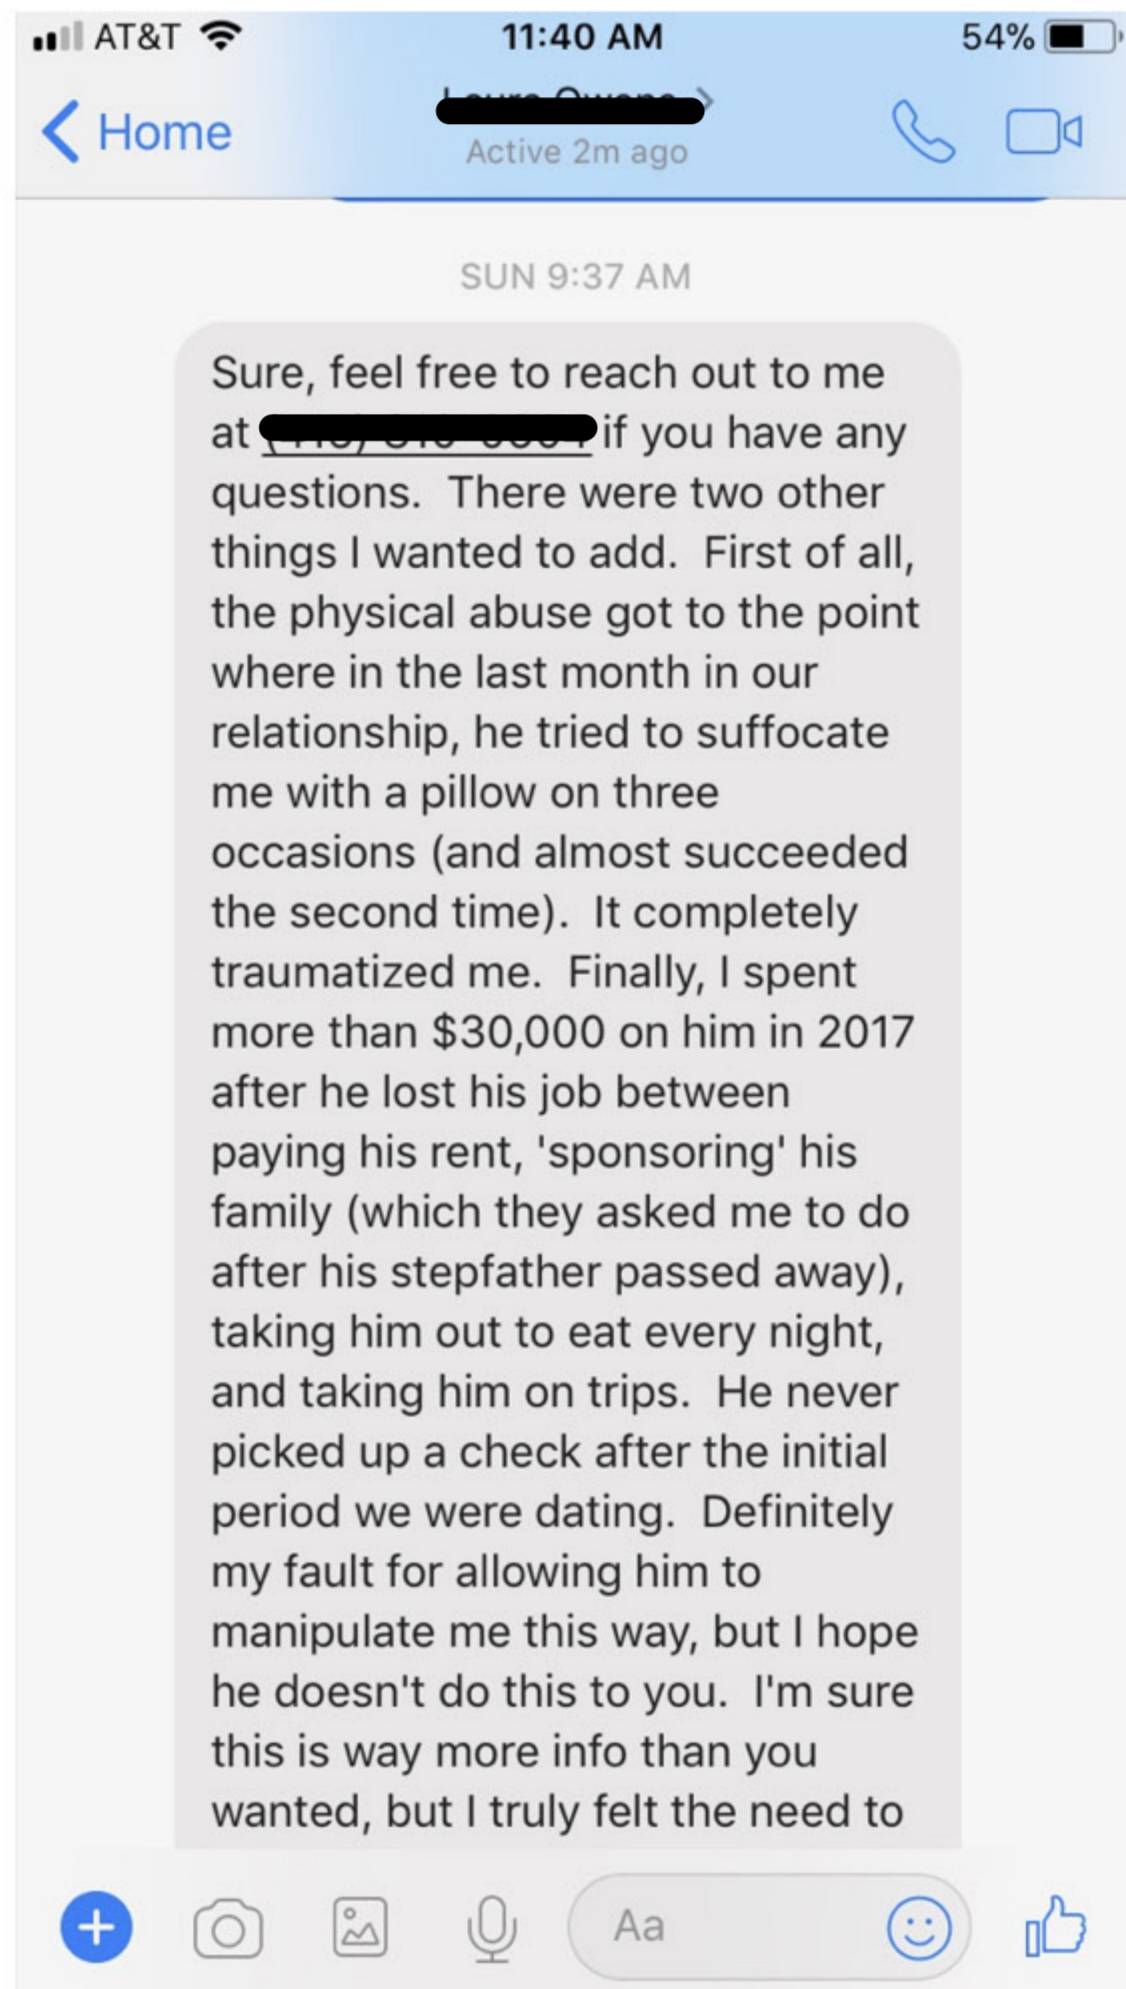 AT&T 11:40 AM 54%
Home
Active 2m ago
SUN 9:37 AM
Sure, feel free to reach out to me
at if you have any
questions. There were two other
things I wanted to add. First of all,
the physical abuse got to the point
where in the last month in our
relationship, he tried to suffocate
me with a pillow on three
occasions (and almost succeeded
the second time). It completely
traumatized me. Finally, I spent
more than $30,000 on him in 2017
after he lost his job between
paying his rent, 'sponsoring' his
family (which they asked me to do
after his stepfather passed away),
taking him out to eat every night,
and taking him on trips. He never
picked up a check after the initial
period we were dating. Definitely
my fault for allowing him to
manipulate me this way, but I hope
he doesn't do this to you. I'm sure
this is way more info than you
wanted, but I truly felt the need to
Aa